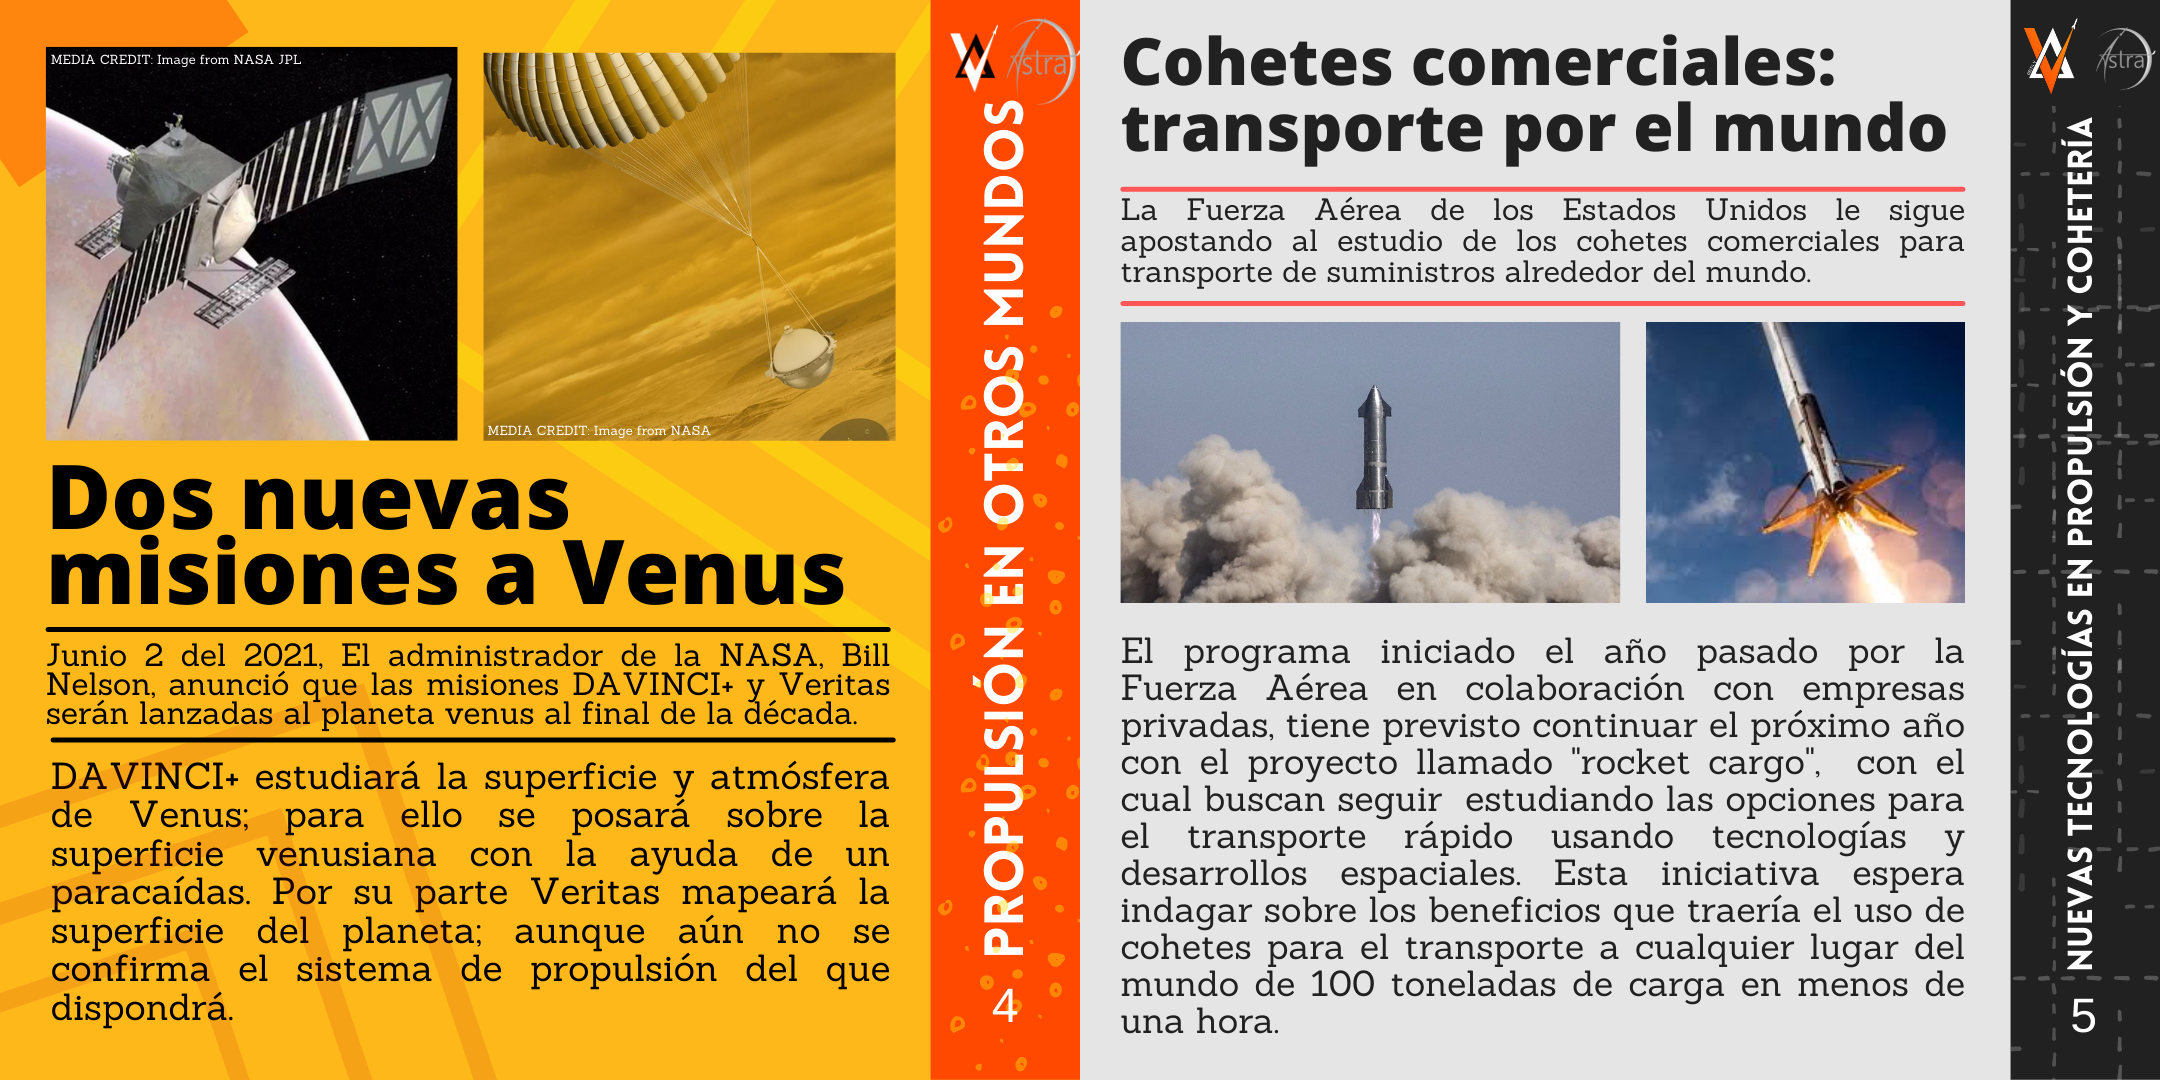 MEDIA CREDIT: Image from NASA JPL
MEDIA CREDIT: Image from NASA
Dos nuevas
misiones a Venus
Junio 2 del 2021, El administrador de la NASA, Bill
Nelson, anunció que las misiones DAVINCI+ y Veritas
serán lanzadas al planeta venus al final de la década.
DAVINCI+ estudiará la superficie y atmósfera
de Venus; para ello se posará sobre la
superficie venusiana con la ayuda de un
paracaídas. Por su parte Veritas mapeará la
superficie del planeta; aunque aún no se
confirma el sistema de propulsión del que
dispondrá.
Astra
PROPULSIÓN EN OTROS MUNDOS
4
Cohetes comerciales:
transporte por el mundo
La Fuerza Aérea de los Estados Unidos le sigue
apostando al estudio de los cohetes comerciales para
transporte de suministros alrededor del mundo.
El programa iniciado el año pasado por la
Fuerza Aérea en colaboración con empresas
privadas, tiene previsto continuar el próximo año
con el proyecto llamado "rocket cargo", con el
cual buscan seguir estudiando las opciones para
el transporte rápido usando tecnologías y
desarrollos espaciales. Esta iniciativa espera
indagar sobre los beneficios que traería el uso de
cohetes para el transporte a cualquier lugar del
mundo de 100 toneladas de carga en menos de
una hora.
Astra
NUEVAS TECNOLOGÍAS EN PROPULSIÓN Y COHETERÍA
5